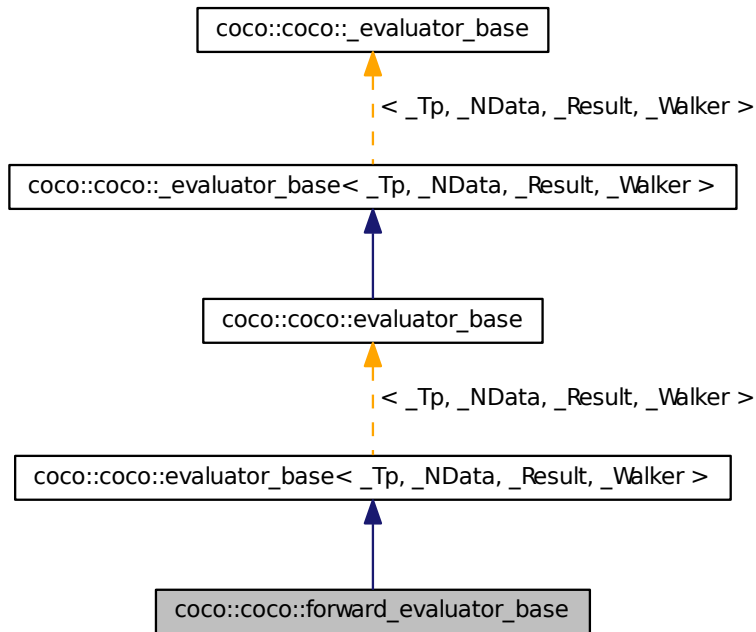 coco::coco::_evaluator_base
< _Tp, _NData, _Result, _Walker >
coco::coco::_evaluator_base< _Tp, _NData, _Result, _Walker >
coco::coco::evaluator_base
< _Tp, _NData, _Result, _Walker >
coco::coco::evaluator_base< _Tp, _NData, _Result, _Walker >
coco::coco::forward_evaluator_base